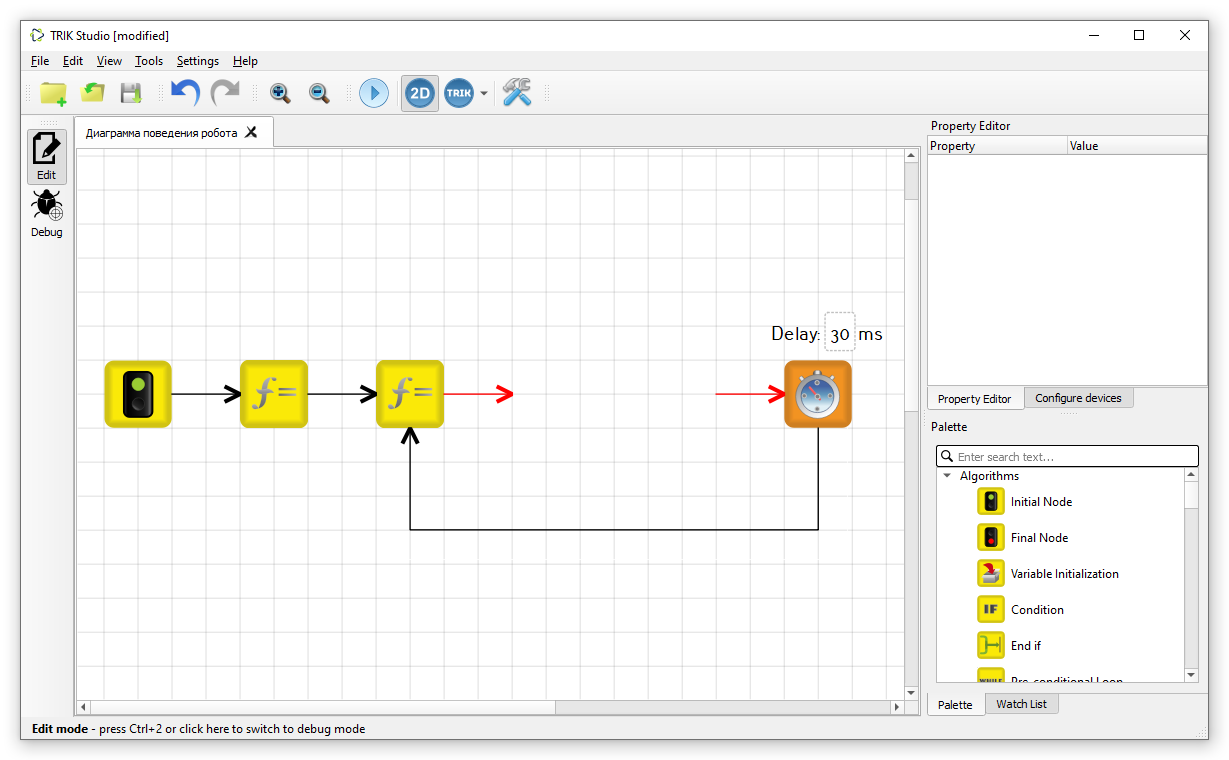 TRIK Studio [modified]
File Edit View Tools Settings Help
2D TRIK
Edit
Debug
Диаграмма поведения робота
Delay: 30 ms
f= f=
Property Editor
Property Value
Property Editor Configure devices
Palette
Enter search text...
Algorithms
Initial Node
Final Node
Variable Initialization
IF Condition
End if
WHILE Pre-conditional Loop
Palette Watch List
Edit mode - press Ctrl+2 or click here to switch to debug mode